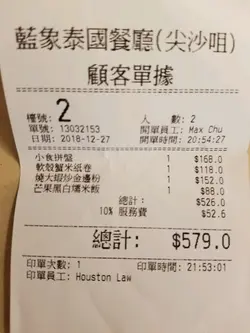 藍象泰國餐廳(尖沙咀)
顧客單據
檯號: 2 人 數: 2
單號: 13032153 開單員工: Max Chu
日期: 2018-12-27 開單時間: 20:54:27
小食拼盤 1 $168.0
軟殼蟹米紙卷 1 $118.0
燒大蝦炒金邊粉 1 $152.0
芒果黑白糯米飯 1 $88.0
總計: $526.0
10% 服務費 $52.6
總計: $579.0
印單次數: 1 印單時間: 21:53:01
印單員工: Houston Law